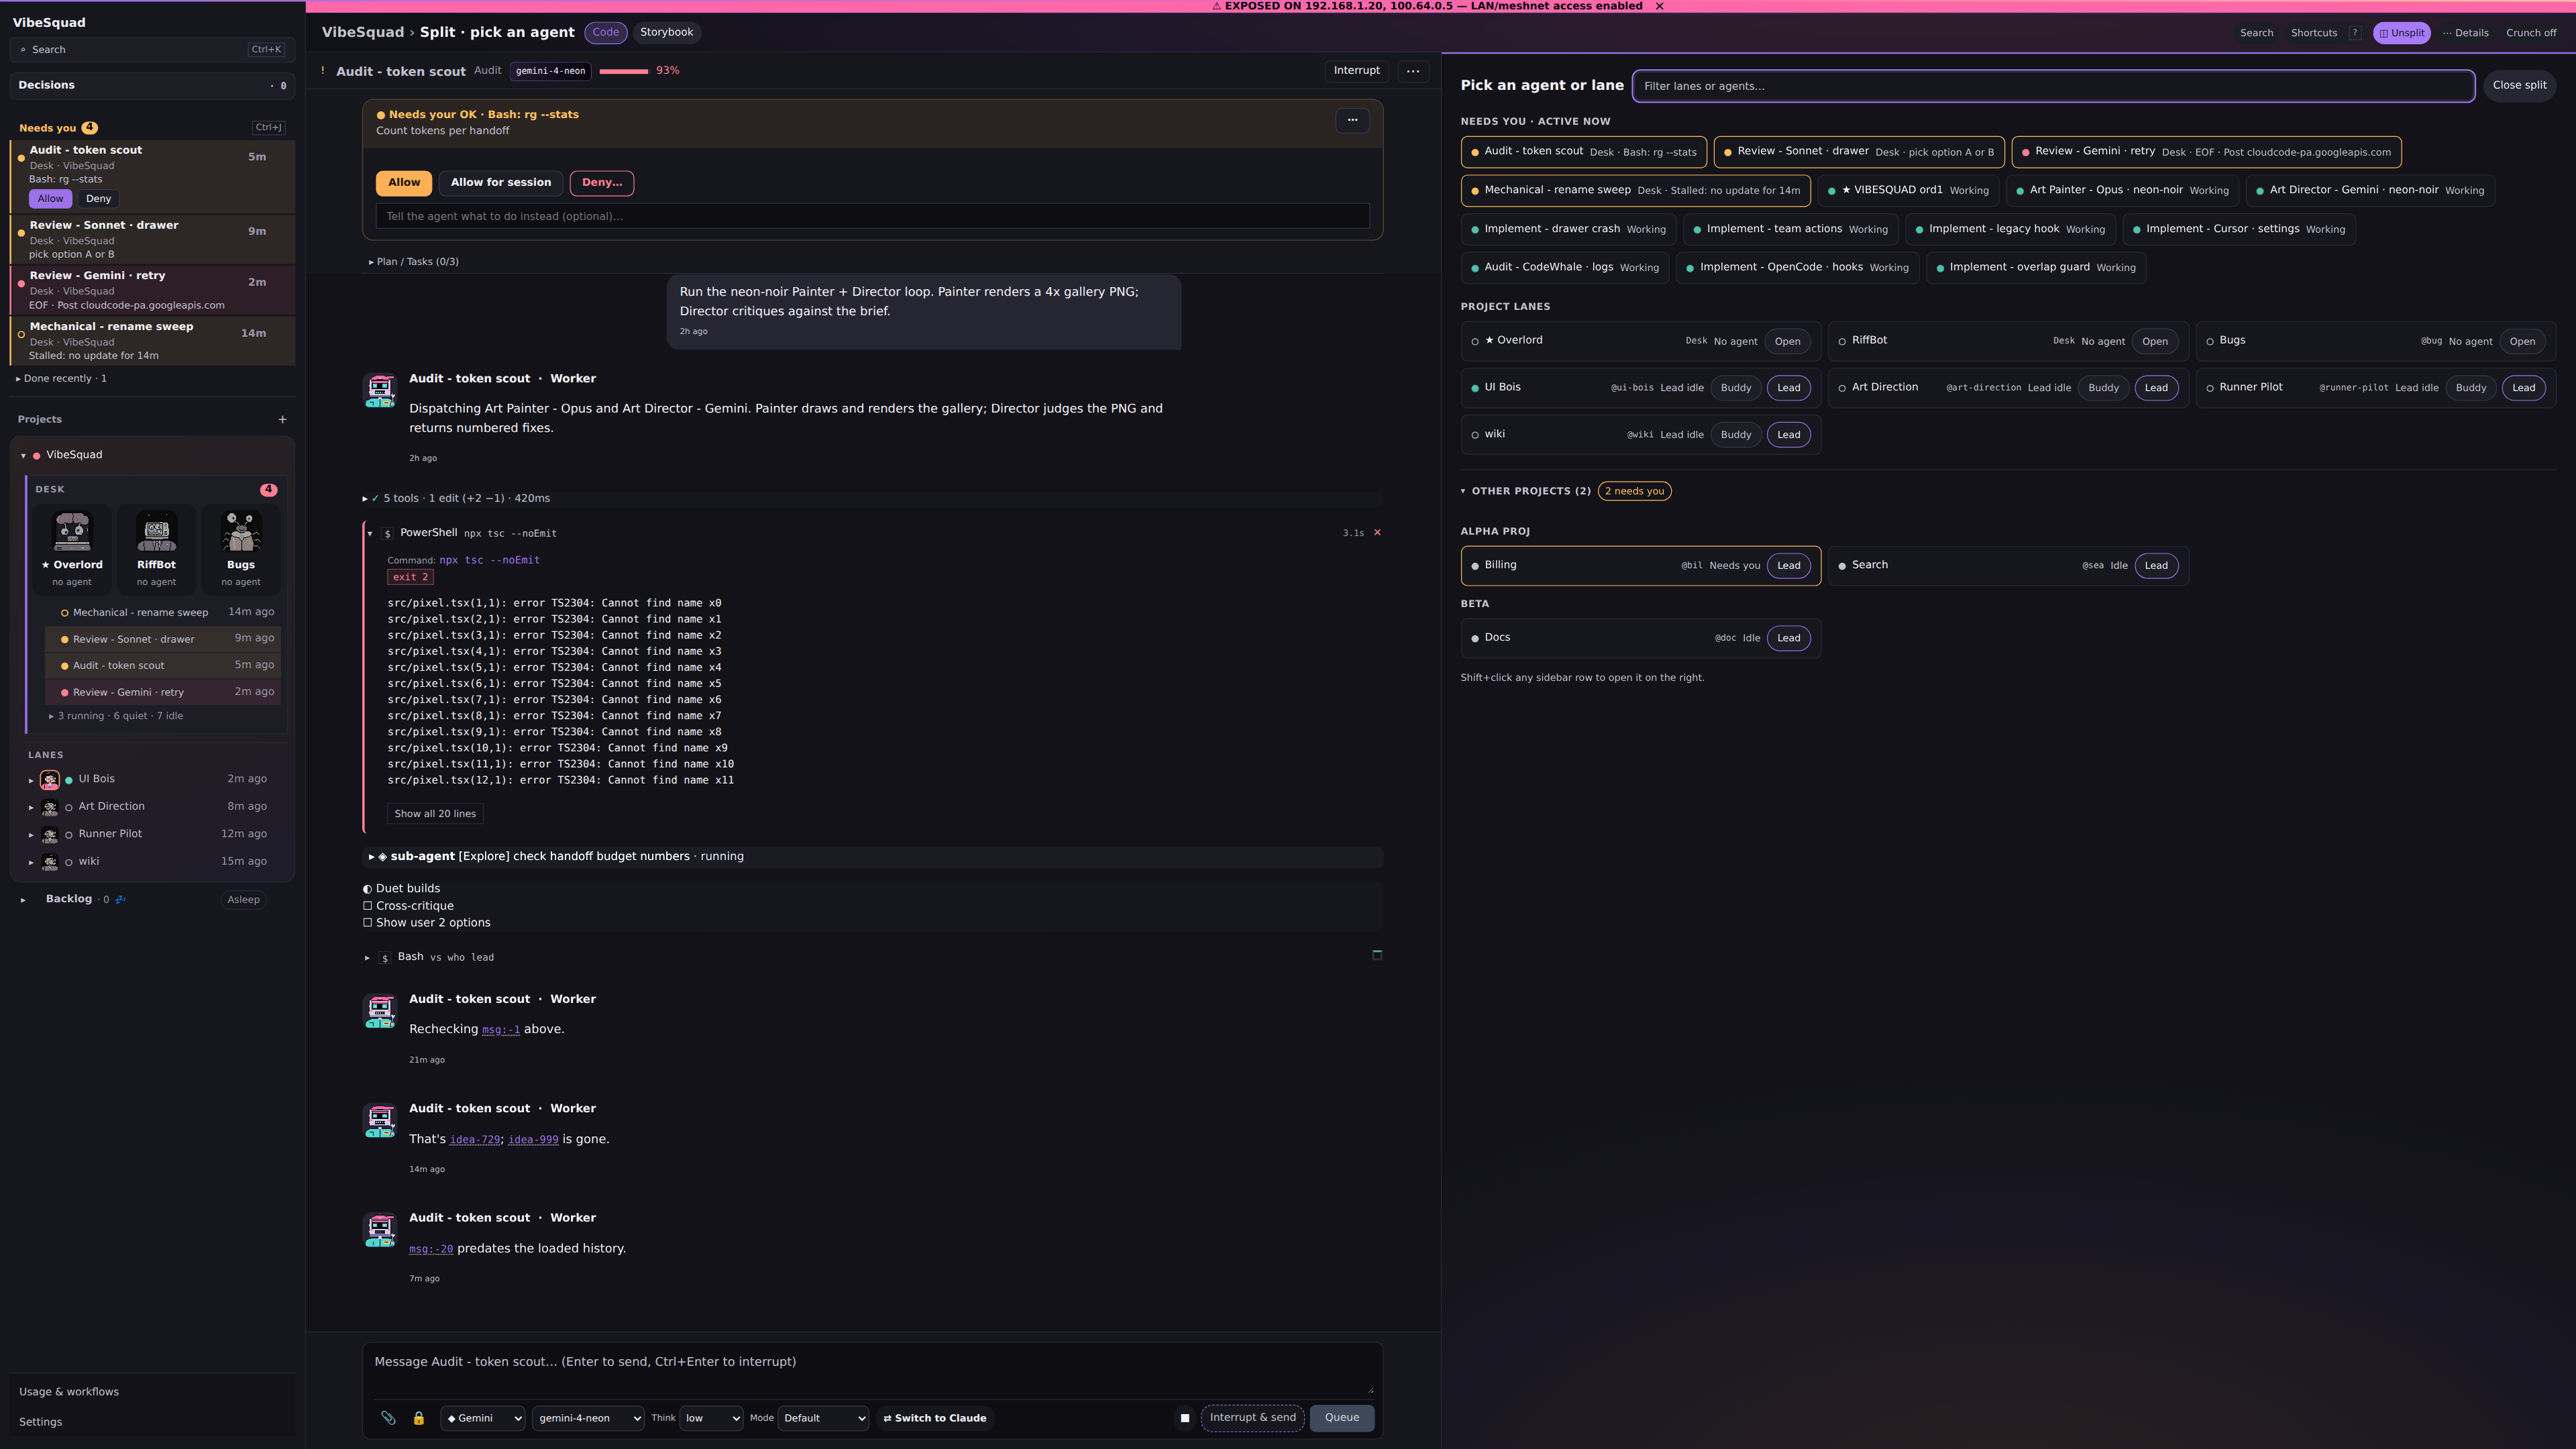 ⚠ EXPOSED ON 192.168.1.20, 100.64.0.5 — LAN/meshnet access enabled ✕
VibeSquad
Search Ctrl+K
Decisions · 0
Needs you 4 Ctrl+J
Audit - token scout 5m
Desk · VibeSquad
Bash: rg --stats
Allow Deny
Review - Sonnet · drawer 9m
Desk · VibeSquad
pick option A or B
Review - Gemini · retry 2m
Desk · VibeSquad
EOF · Post cloudcode-pa.googleapis.com
Mechanical - rename sweep 14m
Desk · VibeSquad
Stalled: no update for 14m
▸ Done recently · 1
Projects +
▾ VibeSquad
DESK 4
★ Overlord RiffBot Bugs
no agent no agent no agent
Mechanical - rename sweep 14m ago
Review - Sonnet · drawer 9m ago
Audit - token scout 5m ago
Review - Gemini · retry 2m ago
▸ 3 running · 6 quiet · 7 idle
LANES
▸ UI Bois 2m ago
▸ Art Direction 8m ago
▸ Runner Pilot 12m ago
▸ wiki 15m ago
▸ Backlog · 0 💤 Asleep
Usage & workflows
Settings
VibeSquad › Split · pick an agent Code Storybook
Search Shortcuts ? ◫ Unsplit ⋯ Details Crunch off
! Audit - token scout Audit gemini-4-neon 93% Interrupt ⋯
● Needs your OK · Bash: rg --stats ⋯
Count tokens per handoff
Allow Allow for session Deny…
Tell the agent what to do instead (optional)…
▸ Plan / Tasks (0/3)
Run the neon-noir Painter + Director loop. Painter renders a 4x gallery PNG;
Director critiques against the brief.
2h ago
Audit - token scout · Worker
Dispatching Art Painter - Opus and Art Director - Gemini. Painter draws and renders the gallery; Director judges the PNG and
returns numbered fixes.
2h ago
▸ ✓ 5 tools · 1 edit (+2 −1) · 420ms
▾ $ PowerShell npx tsc --noEmit 3.1s ✕
Command: npx tsc --noEmit
exit 2
src/pixel.tsx(1,1): error TS2304: Cannot find name x0
src/pixel.tsx(2,1): error TS2304: Cannot find name x1
src/pixel.tsx(3,1): error TS2304: Cannot find name x2
src/pixel.tsx(4,1): error TS2304: Cannot find name x3
src/pixel.tsx(5,1): error TS2304: Cannot find name x4
src/pixel.tsx(6,1): error TS2304: Cannot find name x5
src/pixel.tsx(7,1): error TS2304: Cannot find name x6
src/pixel.tsx(8,1): error TS2304: Cannot find name x7
src/pixel.tsx(9,1): error TS2304: Cannot find name x8
src/pixel.tsx(10,1): error TS2304: Cannot find name x9
src/pixel.tsx(11,1): error TS2304: Cannot find name x10
src/pixel.tsx(12,1): error TS2304: Cannot find name x11
Show all 20 lines
▸ ◈ sub-agent [Explore] check handoff budget numbers · running
◐ Duet builds
☐ Cross-critique
☐ Show user 2 options
▸ $ Bash vs who lead
Audit - token scout · Worker
Rechecking msg:-1 above.
21m ago
Audit - token scout · Worker
That's idea-729; idea-999 is gone.
14m ago
Audit - token scout · Worker
msg:-20 predates the loaded history.
7m ago
Message Audit - token scout… (Enter to send, Ctrl+Enter to interrupt)
📎 🔒 ◆ Gemini gemini-4-neon Think low Mode Default ⇄ Switch to Claude ■ Interrupt & send Queue
Pick an agent or lane Filter lanes or agents… Close split
NEEDS YOU · ACTIVE NOW
Audit - token scout Desk · Bash: rg --stats Review - Sonnet · drawer Desk · pick option A or B Review - Gemini · retry Desk · EOF · Post cloudcode-pa.googleapis.com
Mechanical - rename sweep Desk · Stalled: no update for 14m ★ VIBESQUAD ord1 Working Art Painter - Opus · neon-noir Working Art Director - Gemini · neon-noir Working
Implement - drawer crash Working Implement - team actions Working Implement - legacy hook Working Implement - Cursor · settings Working
Audit - CodeWhale · logs Working Implement - OpenCode · hooks Working Implement - overlap guard Working
PROJECT LANES
★ Overlord Desk No agent Open RiffBot Desk No agent Open Bugs @bug No agent Open
UI Bois @ui-bois Lead idle Buddy Lead Art Direction @art-direction Lead idle Buddy Lead Runner Pilot @runner-pilot Lead idle Buddy Lead
wiki @wiki Lead idle Buddy Lead
▾ OTHER PROJECTS (2) 2 needs you
ALPHA PROJ
Billing @bil Needs you Lead Search @sea Idle Lead
BETA
Docs @doc Idle Lead
Shift+click any sidebar row to open it on the right.